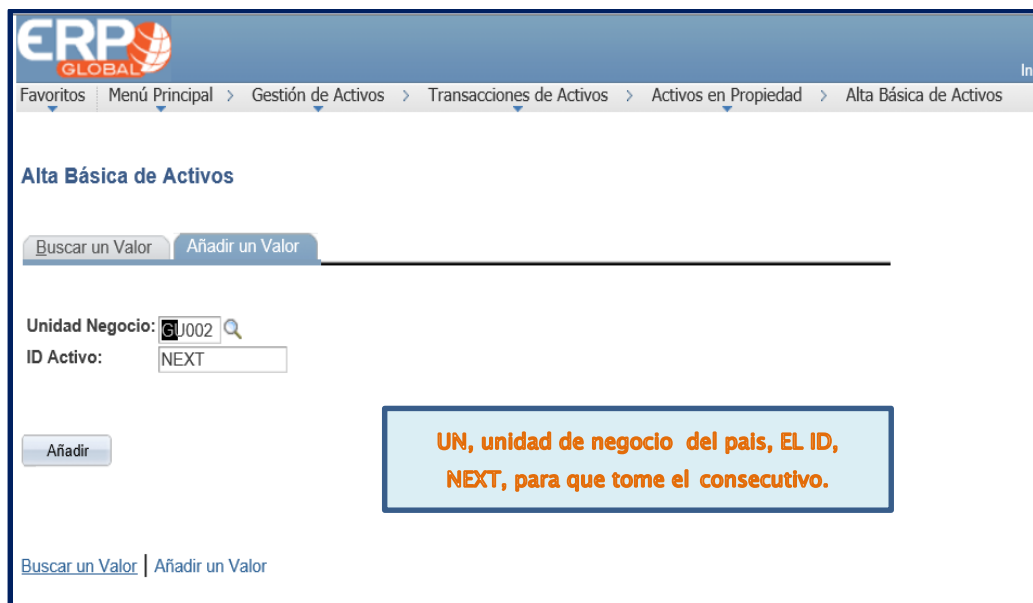 ERP
GLOBAL
In
Favoritos Menú Principal > Gestión de Activos > Transacciones de Activos > Activos en Propiedad > Alta Básica de Activos
Alta Básica de Activos
Buscar un Valor Añadir un Valor
Unidad Negocio: GU002
ID Activo: NEXT
Añadir
UN, unidad de negocio del pais, EL ID,
NEXT, para que tome el consecutivo.
Buscar un Valor | Añadir un Valor